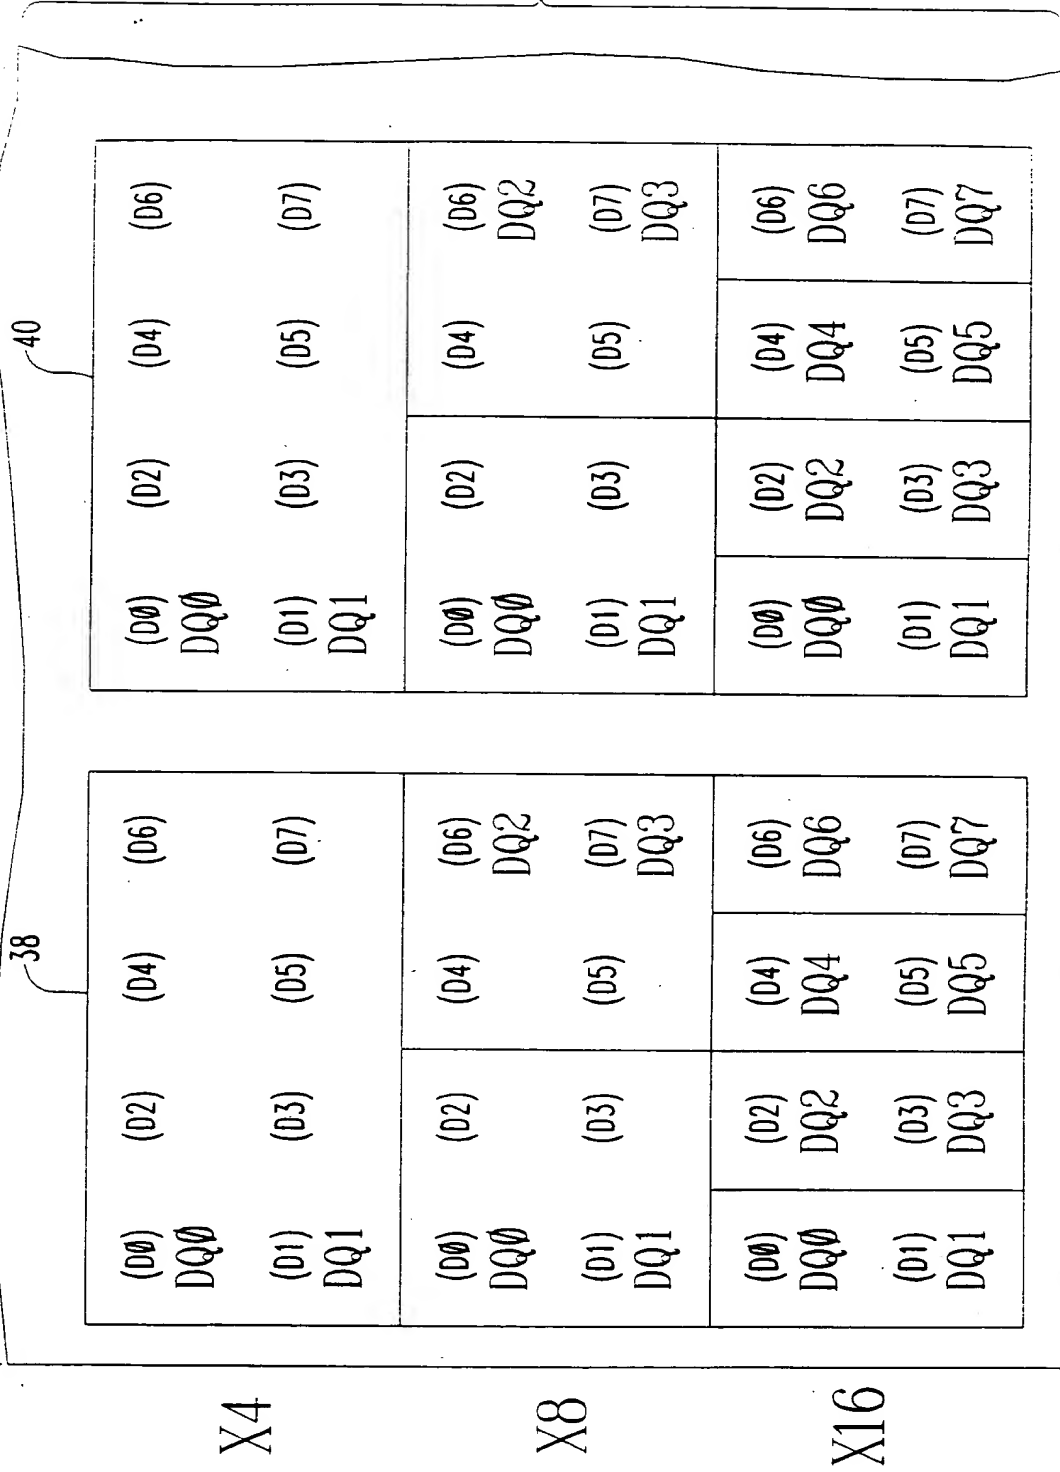 38 40
(DØ) (D2) (D4) (D6) (DØ) (D2) (D4) (D6)
DQØ DQØ
X4
(D1) (D3) (D5) (D7) (D1) (D3) (D5) (D7)
DQ1 DQ1
(DØ) (D2) (D4) (D6) (DØ) (D2) (D4) (D6)
DQØ DQ2 DQØ DQ2
X8
(D1) (D3) (D5) (D7) (D1) (D3) (D5) (D7)
DQ1 DQ3 DQ1 DQ3
(DØ) (D2) (D4) (D6) (DØ) (D2) (D4) (D6)
DQØ DQ2 DQ4 DQ6 DQØ DQ2 DQ4 DQ6
X16
(D1) (D3) (D5) (D7) (D1) (D3) (D5) (D7)
DQ1 DQ3 DQ5 DQ7 DQ1 DQ3 DQ5 DQ7